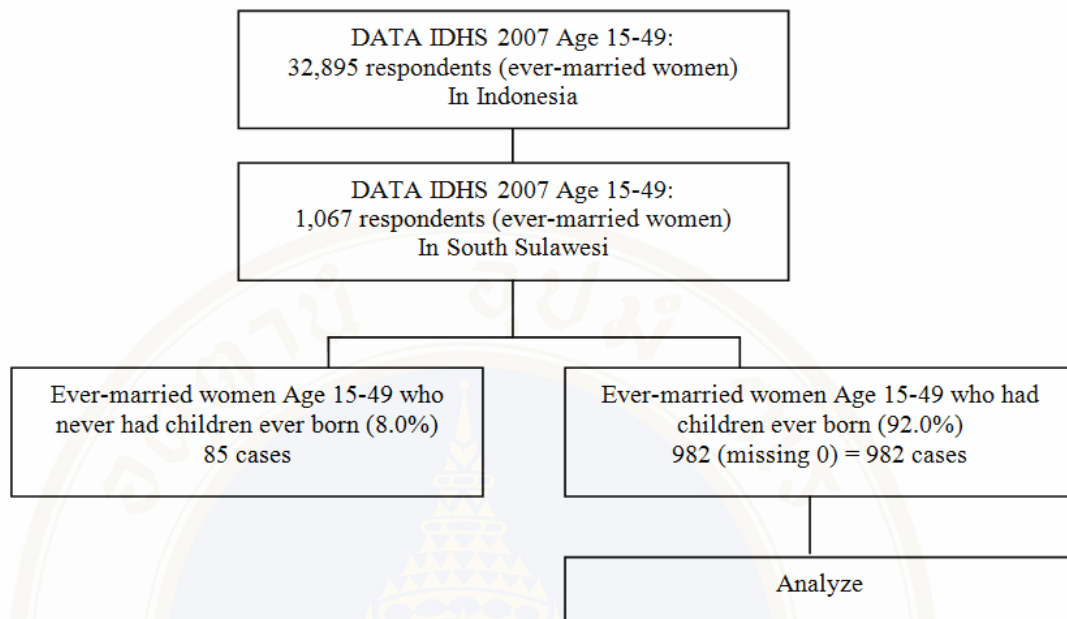 DATA IDHS 2007 Age 15-49:
32,895 respondents (ever-married women)
In Indonesia
DATA IDHS 2007 Age 15-49:
1,067 respondents (ever-married women)
In South Sulawesi
Ever-married women Age 15-49 who
never had children ever born (8.0%)
85 cases
Ever-married women Age 15-49 who had
children ever born (92.0%)
982 (missing 0) = 982 cases
Analyze